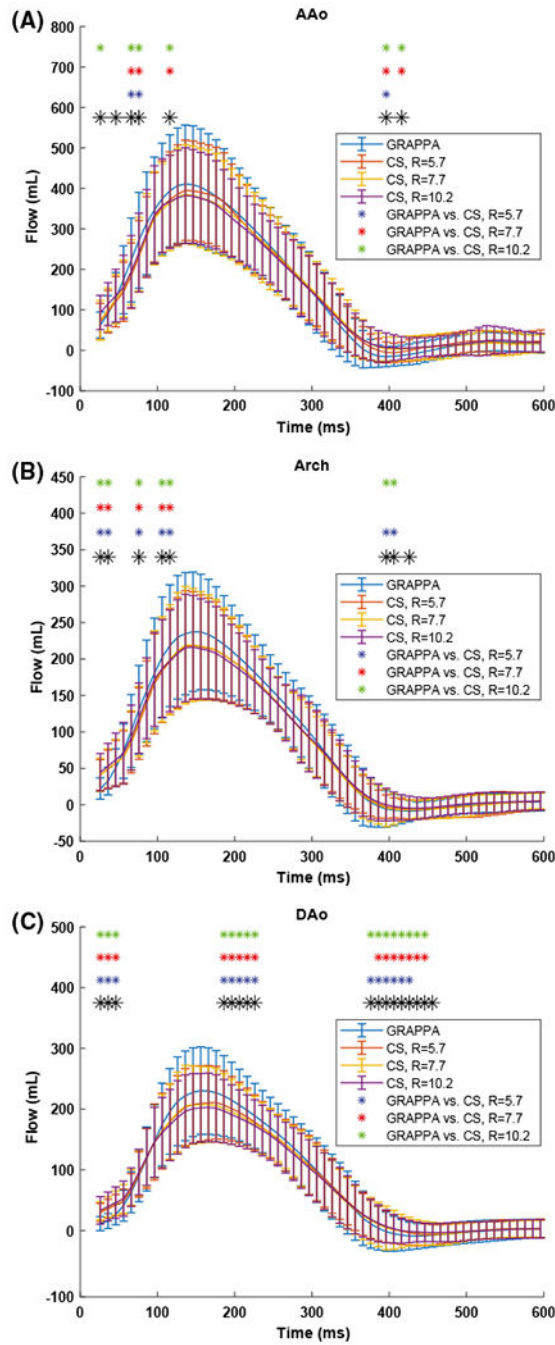 (A)
AAo
800
700
600
500
400
300
200
100
0
-100
Flow (mL)
GRAPPA
CS, R=5.7
CS, R=7.7
CS, R=10.2
GRAPPA vs. CS, R=5.7
GRAPPA vs. CS, R=7.7
GRAPPA vs. CS, R=10.2
0 100 200 300 400 500 600
Time (ms)
(B)
Arch
450
400
350
300
250
200
150
100
50
0
-50
Flow (mL)
GRAPPA
CS, R=5.7
CS, R=7.7
CS, R=10.2
GRAPPA vs. CS, R=5.7
GRAPPA vs. CS, R=7.7
GRAPPA vs. CS, R=10.2
0 100 200 300 400 500 600
Time (ms)
(C)
DAo
500
400
300
200
100
0
-100
Flow (mL)
GRAPPA
CS, R=5.7
CS, R=7.7
CS, R=10.2
GRAPPA vs. CS, R=5.7
GRAPPA vs. CS, R=7.7
GRAPPA vs. CS, R=10.2
0 100 200 300 400 500 600
Time (ms)